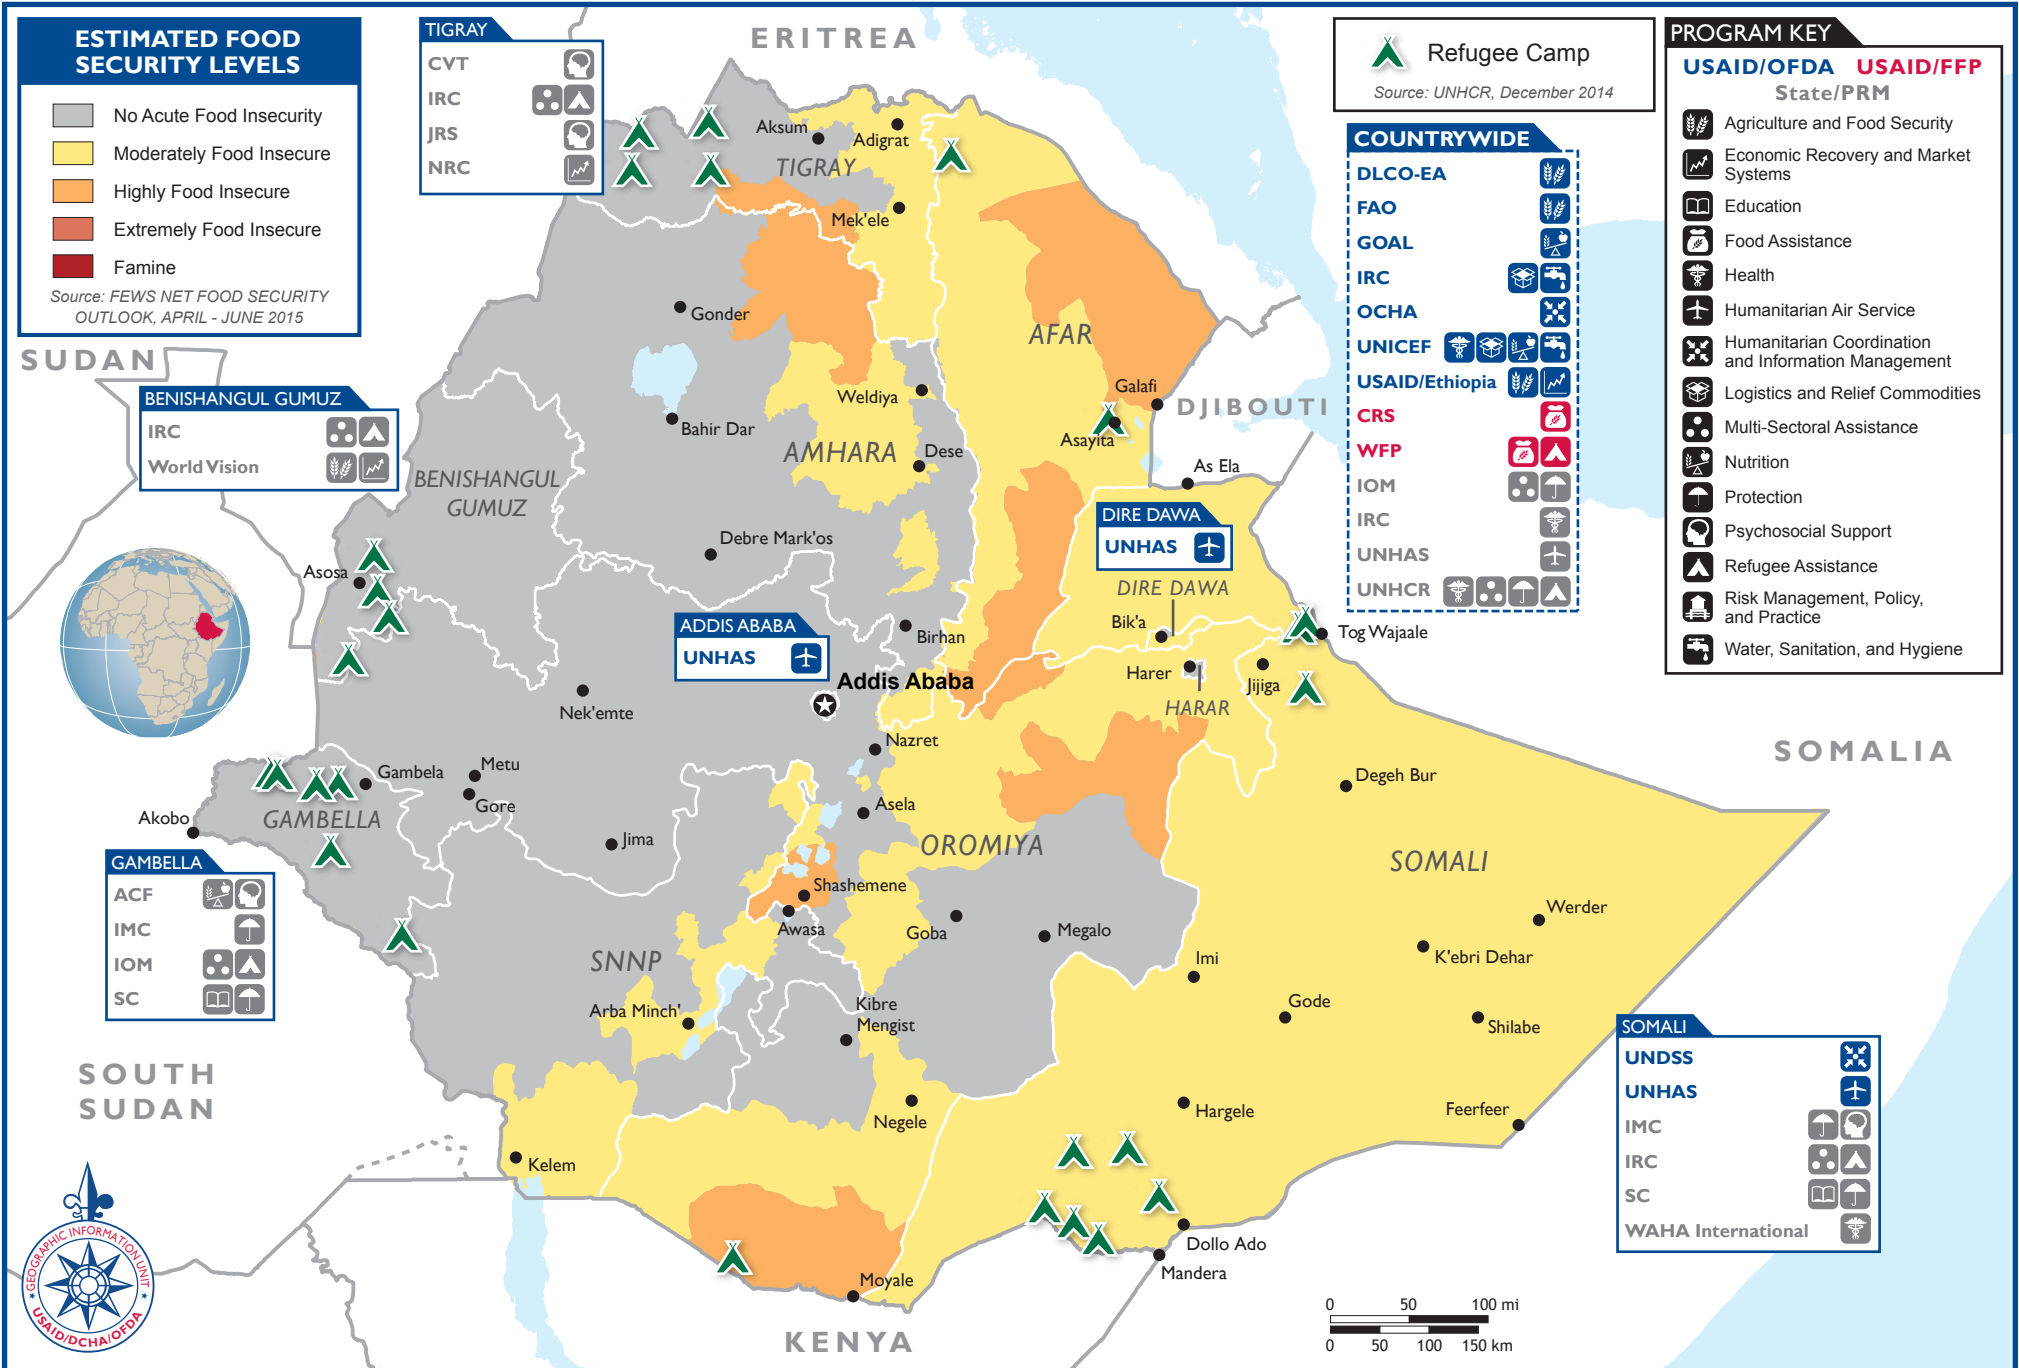 ESTIMATED FOOD
SECURITY LEVELS
No Acute Food Insecurity
Moderately Food Insecure
Highly Food Insecure
Extremely Food Insecure
Famine
Source: FEWS NET FOOD SECURITY
OUTLOOK, APRIL - JUNE 2015
TIGRAY
CVT
IRC
JRS
NRC
ERITREA
Refugee Camp
Source: UNHCR, December 2014
PROGRAM KEY
USAID/OFDA USAID/FFP
State/PRM
Agriculture and Food Security
Economic Recovery and Market
Systems
Education
Food Assistance
Health
Humanitarian Air Service
Humanitarian Coordination
and Information Management
Logistics and Relief Commodities
Multi-Sectoral Assistance
Nutrition
Protection
Psychosocial Support
Refugee Assistance
Risk Management, Policy,
and Practice
Water, Sanitation, and Hygiene
COUNTRYWIDE
DLCO-EA
FAO
GOAL
IRC
OCHA
UNICEF
USAID/Ethiopia
CRS
WFP
IOM
IRC
UNHAS
UNHCR
Aksum
Adigrat
TIGRAY
Mek'ele
Gonder
AFAR
SUDAN
BENISHANGUL GUMUZ
IRC
World Vision
Weldiya
Galafi
DJIBOUTI
Bahir Dar
Asayita
AMHARA
Dese
As Ela
BENISHANGUL
GUMUZ
DIRE DAWA
UNHAS
Debre Mark'os
Asosa
DIRE DAWA
ADDIS ABABA
UNHAS
Birhan
Bik'a
Tog Wajaale
Addis Ababa
Harer
Jijiga
HARAR
Nek'emte
Nazret
SOMALIA
Metu
Gambela
Gore
Degeh Bur
Akobo
GAMBELLA
Asela
Jima
OROMIYA
SOMALI
GAMBELLA
ACF
IMC
IOM
SC
Shashemene
Awasa
Goba
Megalo
Werder
SNNP
Imi
K'ebri Dehar
Arba Minch'
Kibre
Mengist
Gode
Shilabe
SOMALI
UNDSS
UNHAS
IMC
IRC
SC
WAHA International
SOUTH
SUDAN
Negele
Hargele
Feerfeer
Kelem
Dollo Ado
Mandera
Moyale
KENYA
GEOGRAPHIC INFORMATION UNIT
USAID/DCHA/OFDA
0 50 100 mi
0 50 100 150 km